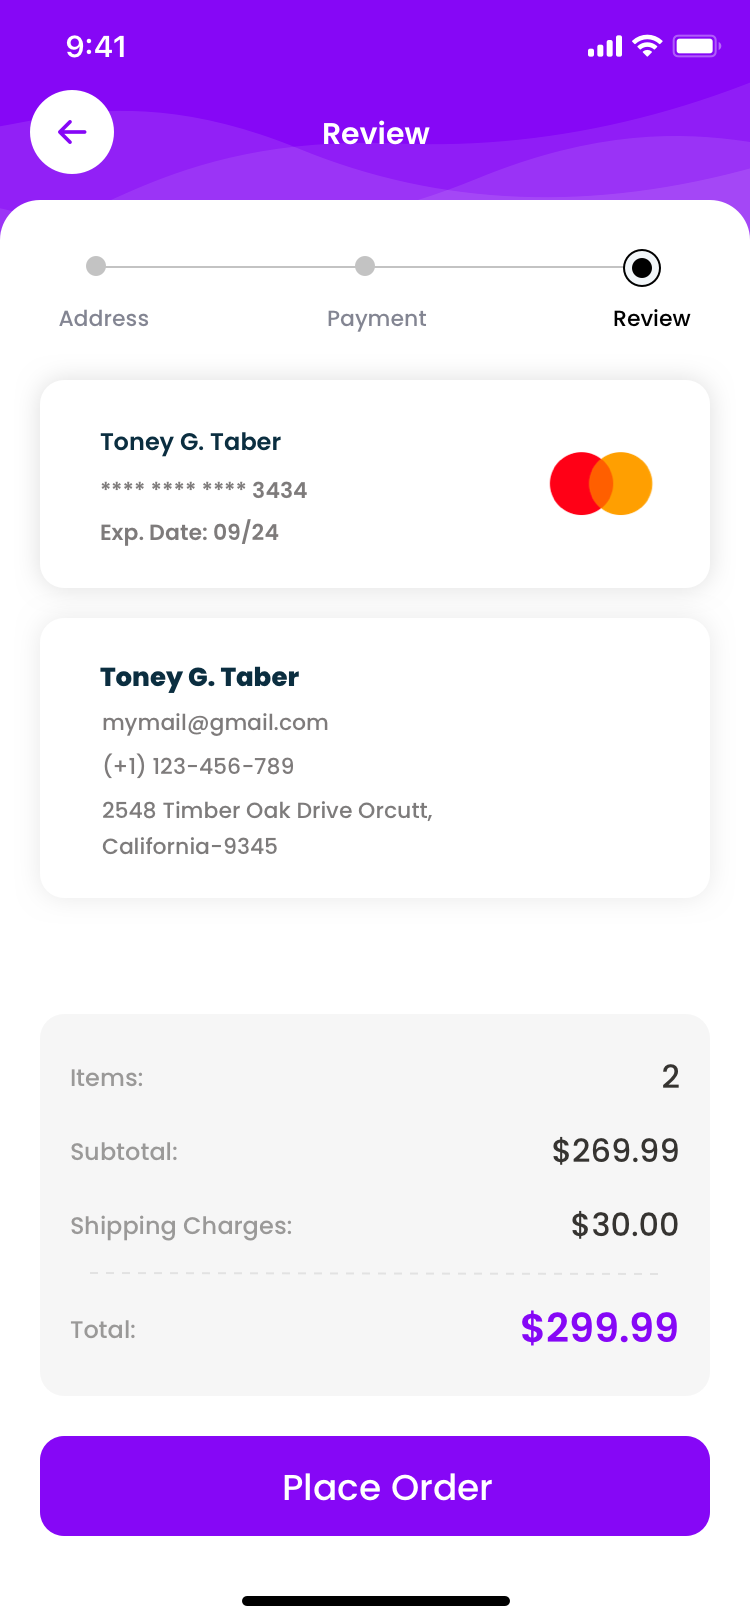 9:41
Review
Address Payment Review
Toney G. Taber
**** **** **** 3434
Exp. Date: 09/24
Toney G. Taber
mymail@gmail.com
(+1) 123-456-789
2548 Timber Oak Drive Orcutt,
California-9345
Items: 2
Subtotal: $269.99
Shipping Charges: $30.00
Total: $299.99
Place Order